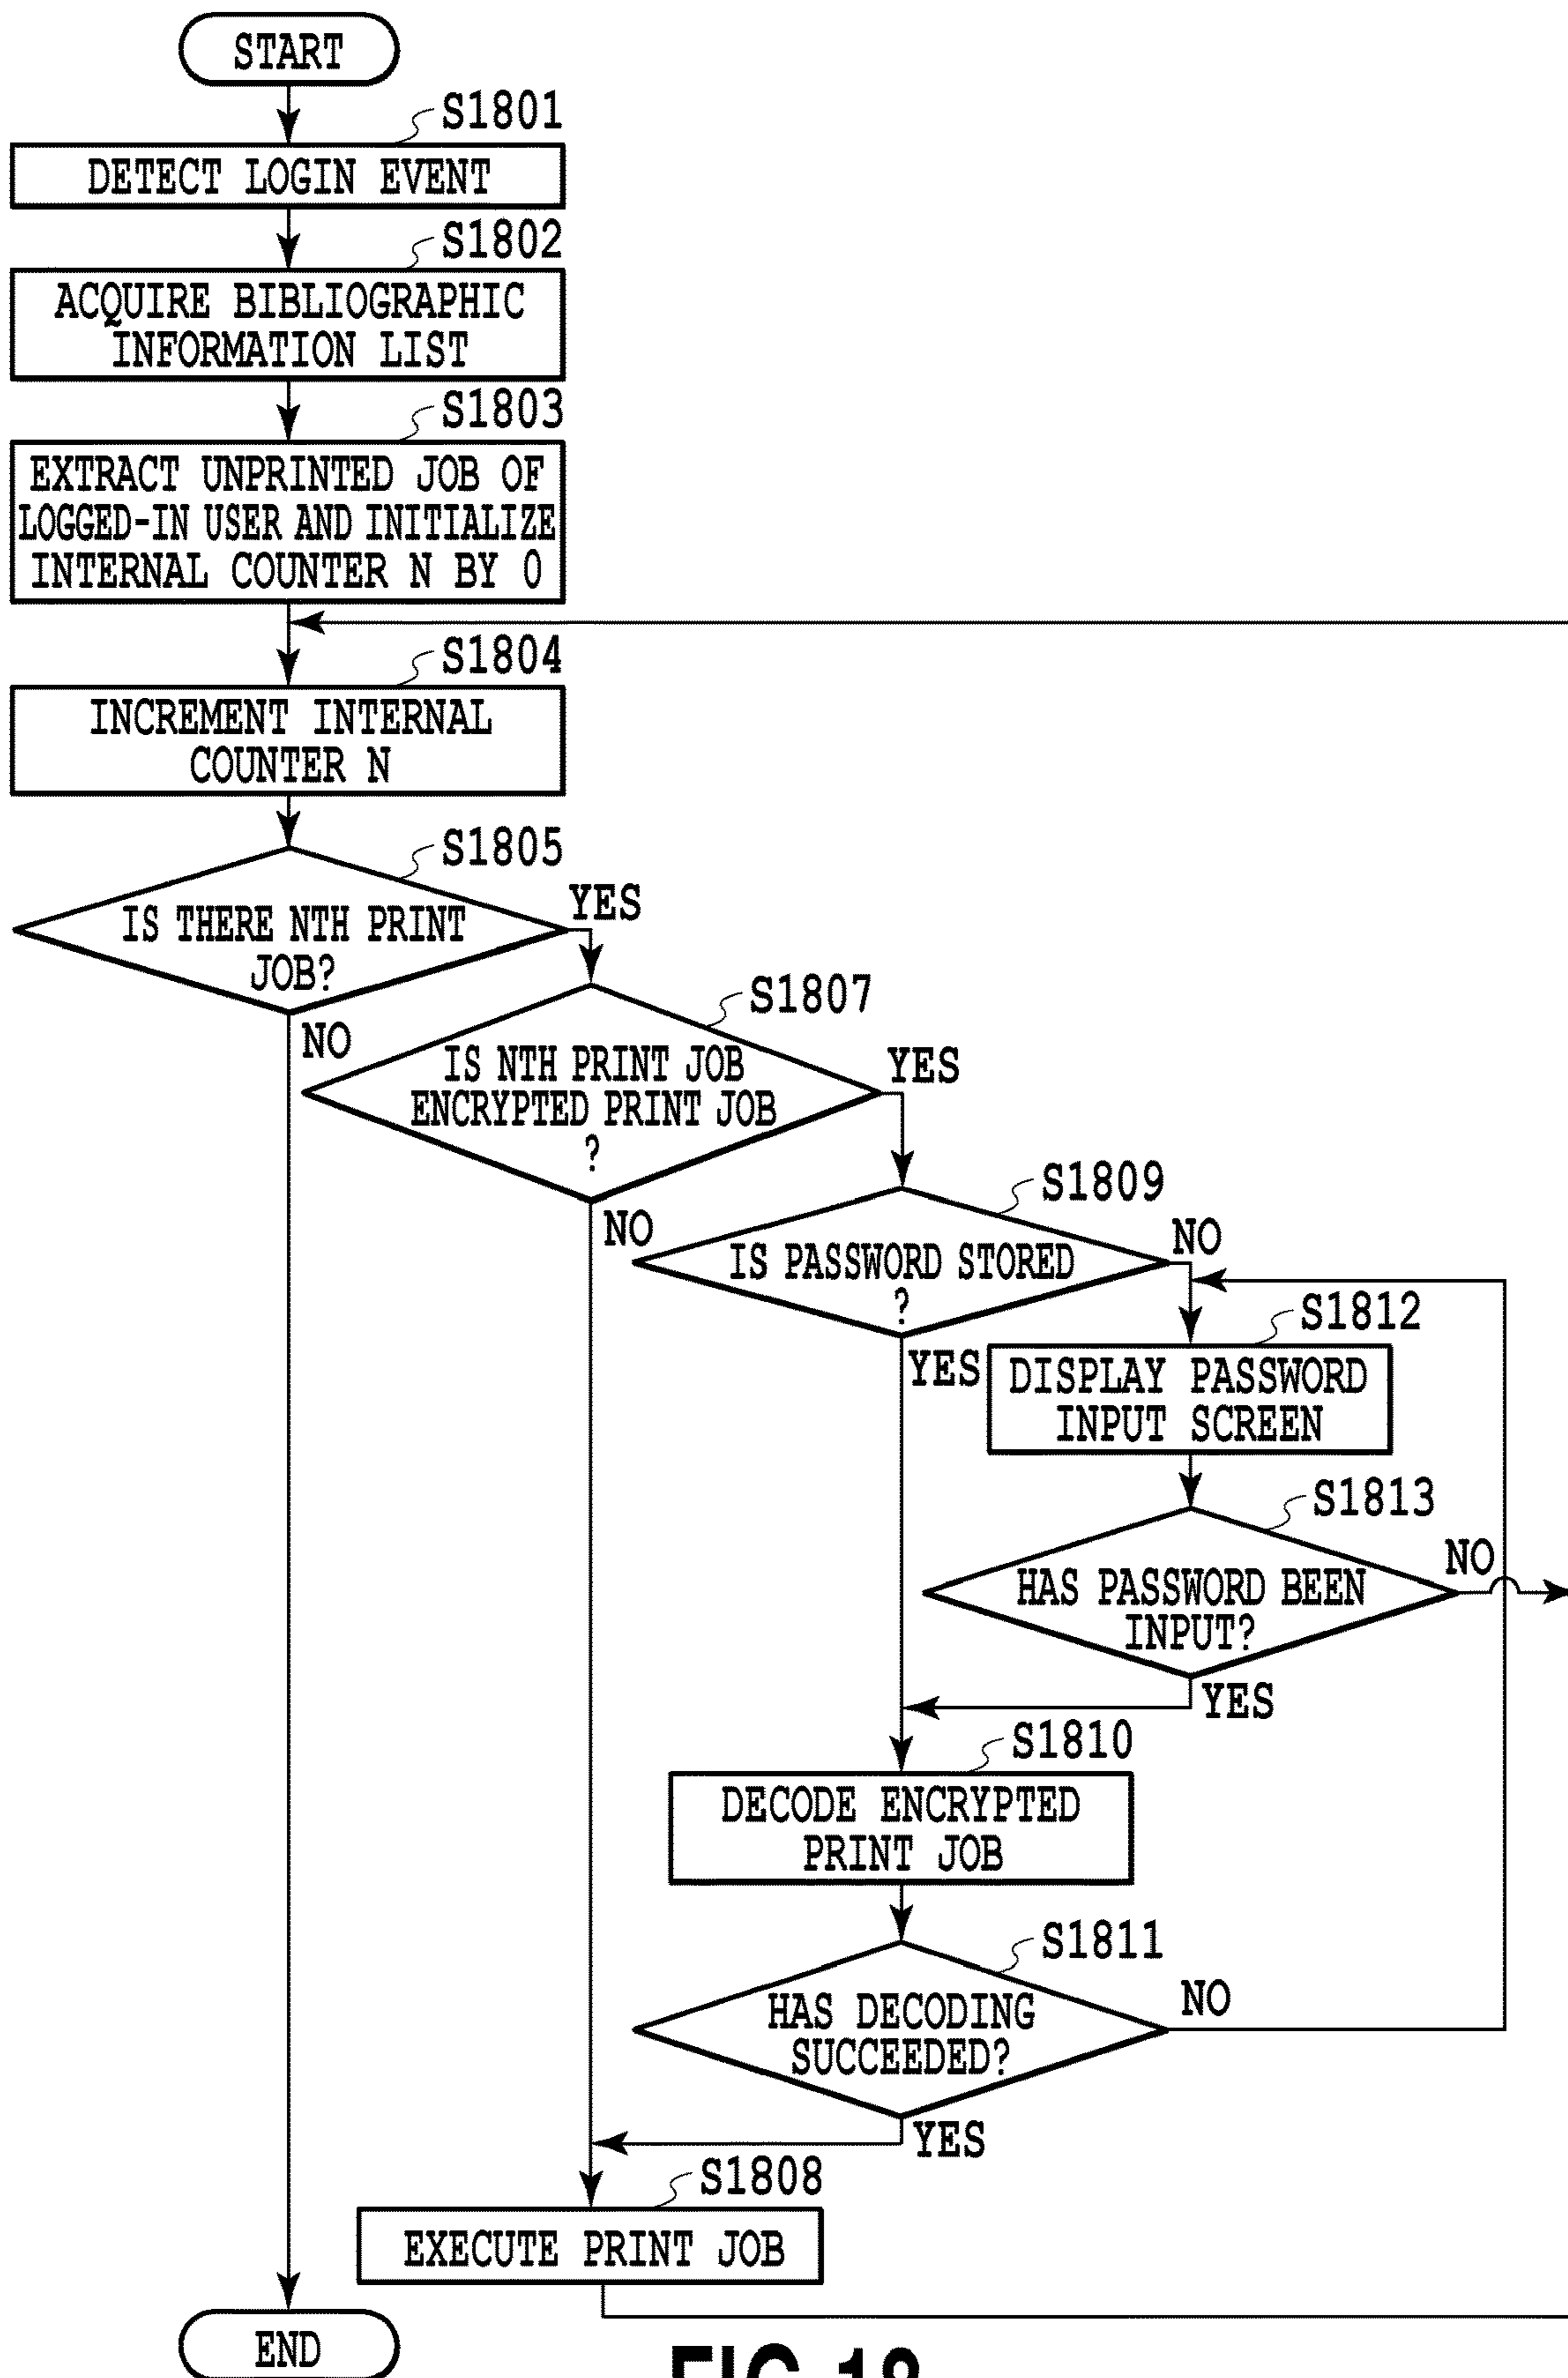 START
S1801
DETECT LOGIN EVENT
S1802
ACQUIRE BIBLIOGRAPHIC
INFORMATION LIST
S1803
EXTRACT UNPRINTED JOB OF
LOGGED-IN USER AND INITIALIZE
INTERNAL COUNTER N BY 0
S1804
INCREMENT INTERNAL
COUNTER N
S1805
IS THERE NTH PRINT
JOB?
YES
NO
S1807
IS NTH PRINT JOB
ENCRYPTED PRINT JOB
?
YES
NO
S1809
IS PASSWORD STORED
?
NO
YES
S1812
DISPLAY PASSWORD
INPUT SCREEN
S1813
HAS PASSWORD BEEN
INPUT?
NO
YES
S1810
DECODE ENCRYPTED
PRINT JOB
S1811
HAS DECODING
SUCCEEDED?
NO
YES
S1808
EXECUTE PRINT JOB
END
FIG.18